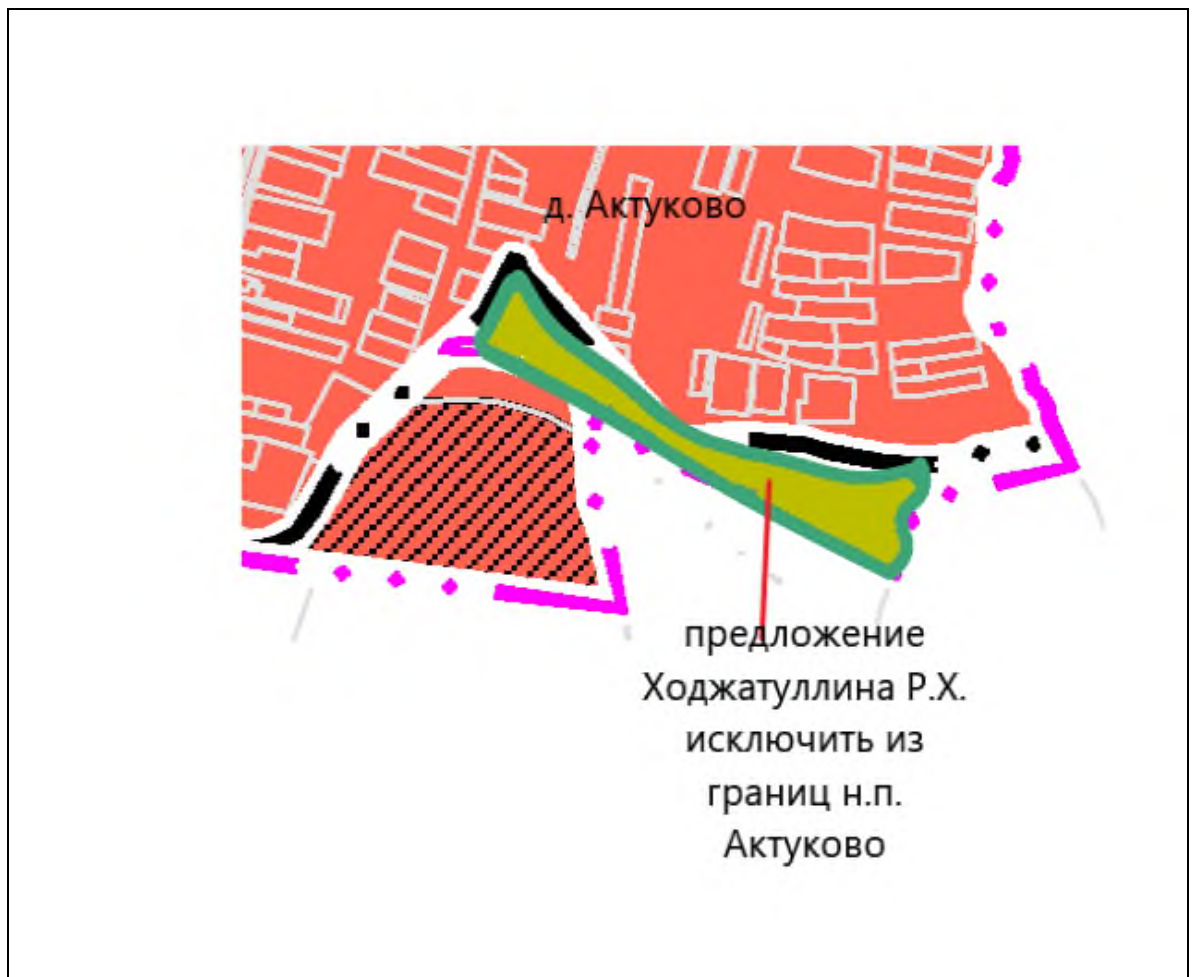 д. Актуково
предложение
Ходжатуллина Р.Х.
исключить из
границ н.п.
Актуково